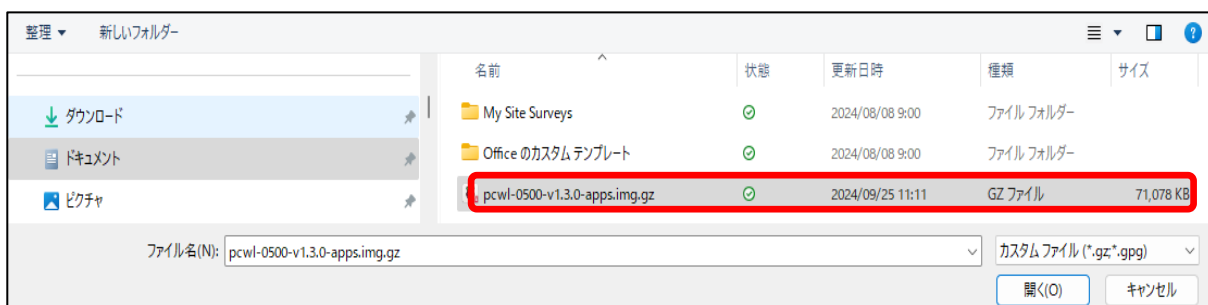 整理 新しいフォルダー
名前 状態 更新日時 種類 サイズ
ダウンロード
My Site Surveys 2024/08/08 9:00 ファイル フォルダー
ドキュメント
Office のカスタム テンプレート 2024/08/08 9:00 ファイル フォルダー
ピクチャ
pcwl-0500-v1.3.0-apps.img.gz 2024/09/25 11:11 GZ ファイル 71,078 KB
ファイル名(N): pcwl-0500-v1.3.0-apps.img.gz カスタム ファイル (*.gz;*.gpg)
開く(O) キャンセル